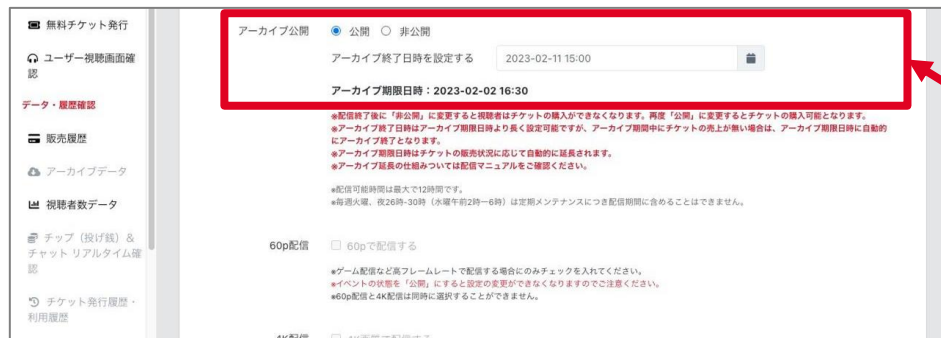 無料チケット発行
ユーザー視聴画面確
認
データ・履歴確認
販売履歴
アーカイブデータ
視聴者数データ
チップ（投げ銭）&
チャット リアルタイム確
認
チケット発行履歴・
利用履歴
アーカイブ公開 公開 非公開
アーカイブ終了日時を設定する 2023-02-11 15:00
アーカイブ期限日時：2023-02-02 16:30
※配信終了後に「非公開」に変更すると視聴者はチケットの購入ができなくなります。再度「公開」に変更するとチケットの購入可能となります。
※アーカイブ終了日時はアーカイブ期限日時より長く設定可能ですが、アーカイブ期間中にチケットの売上が無い場合は、アーカイブ期限日時に自動的
にアーカイブ終了となります。
※アーカイブ期限日時はチケットの販売状況に応じて自動的に延長されます。
※アーカイブ延長の仕組みついては配信マニュアルをご確認ください。
※配信可能時間は最大で12時間です。
※毎週火曜、夜26時-30時（水曜午前2時ー6時）は定期メンテナンスにつき配信期間に含めることはできません。
60p配信 60pで配信する
※ゲーム配信など高フレームレートで配信する場合にのみチェックを入れてください。
※イベントの状態を「公開」にすると設定の変更ができなくなりますのでご注意ください。
※60p配信と4K配信は同時に選択することができません。
4K配信 4K画質で配信する